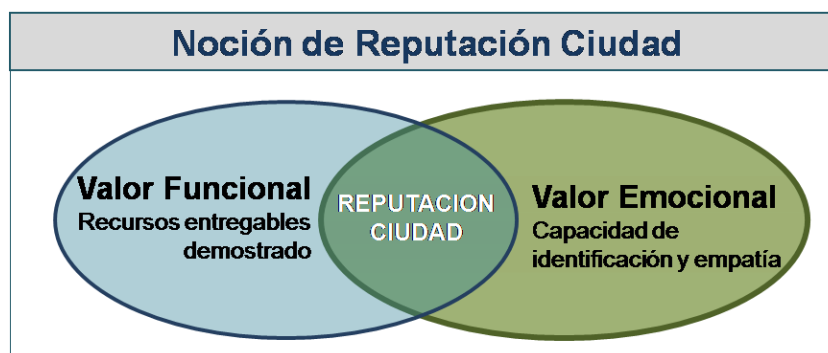 Noción de Reputación Ciudad
Valor Funcional
Recursos entregables
demostrado
REPUTACION
CIUDAD
Valor Emocional
Capacidad de
identificación y empatía